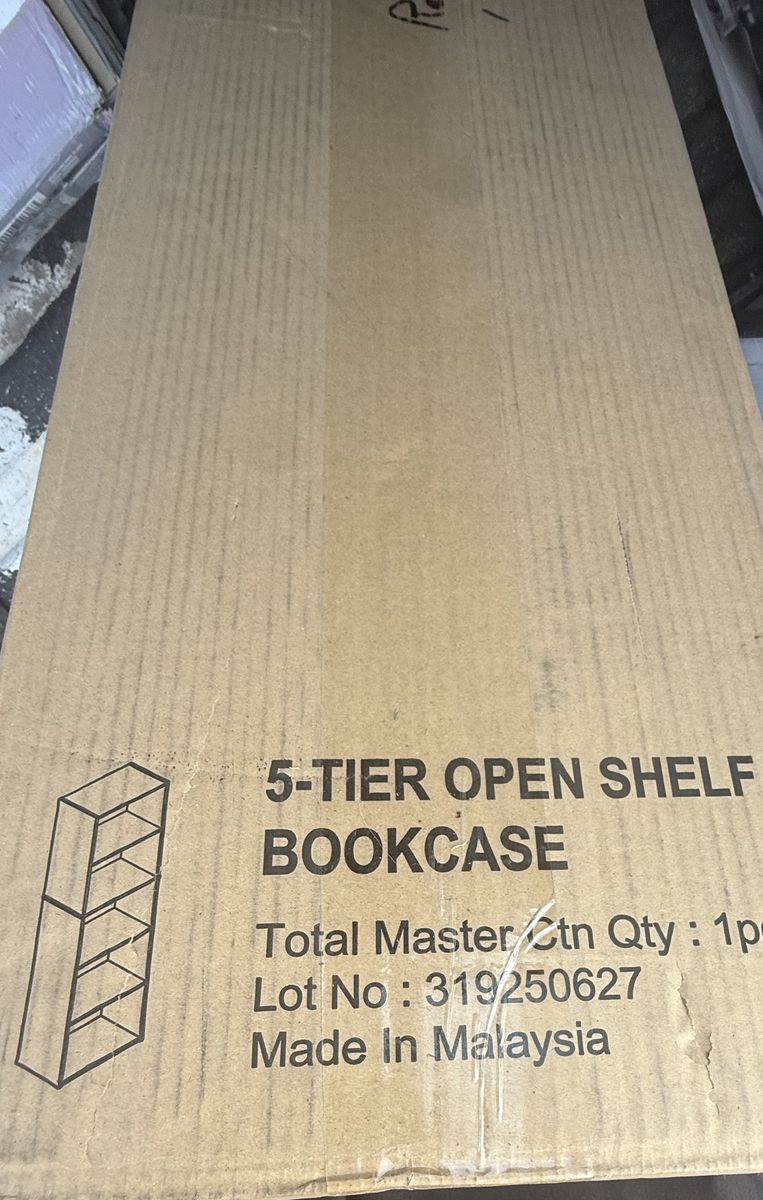 5-TIER OPEN SHELF
BOOKCASE
Total Master Ctn Qty : 1
Lot No : 319250627
Made In Malaysia